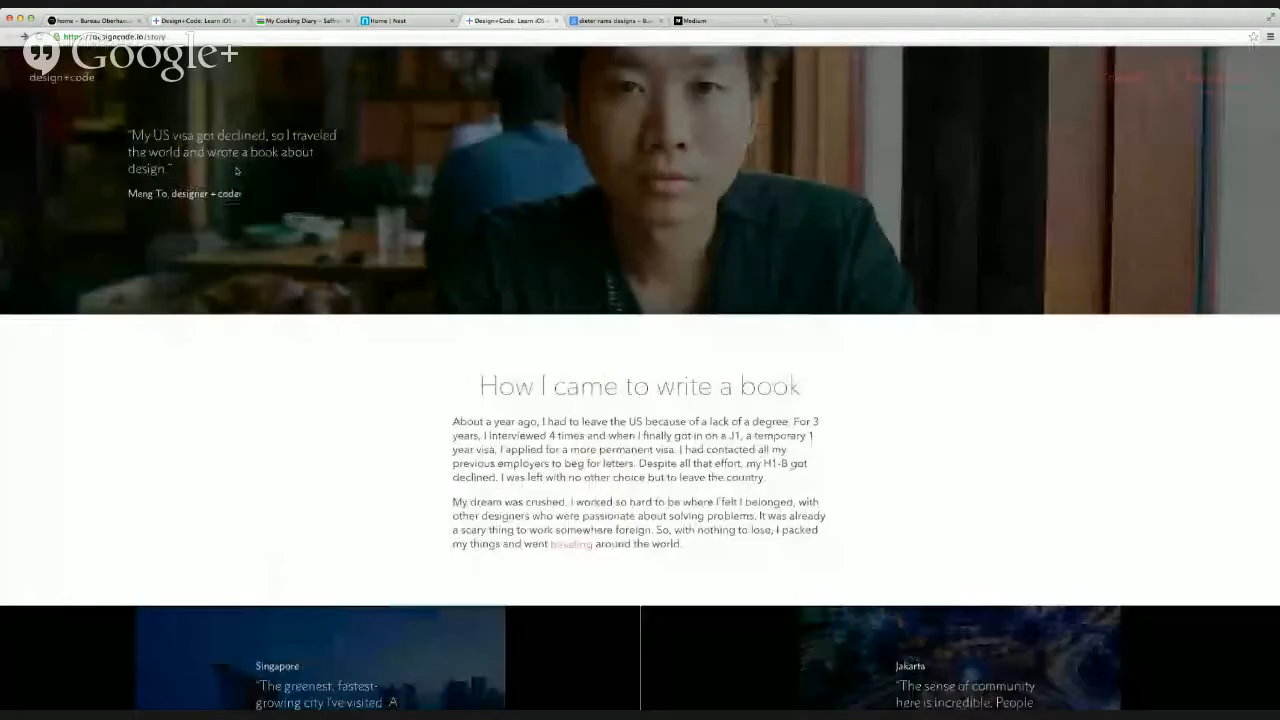 home - Bureau Oberhau
Design+Code: Learn iOS
My Cooking Diary - Saffro
Home | Nest
Design+Code: Learn iOS
dieter rams designs - Bu
Medium
https://designcode.io/story
Google+
design+code
"My US visa got declined, so I traveled
the world and wrote a book about
design."
Meng To, designer + coder
How I came to write a book
About a year ago, I had to leave the US because of a lack of a degree. For 3
years, I interviewed 4 times and when I finally got in on a J1, a temporary 1
year visa, I applied for a more permanent visa. I had contacted all my
previous employers to beg for letters. Despite all that effort, my H1-B got
declined. I was left with no other choice but to leave the country.
My dream was crushed. I worked so hard to be where I felt I belonged, with
other designers who were passionate about solving problems. It was already
a scary thing to work somewhere foreign. So, with nothing to lose, I packed
my things and went traveling around the world.
Singapore
"The greatest, fastest-
growing city I've visited. A
Jakarta
"The sense of community
here is incredible. People